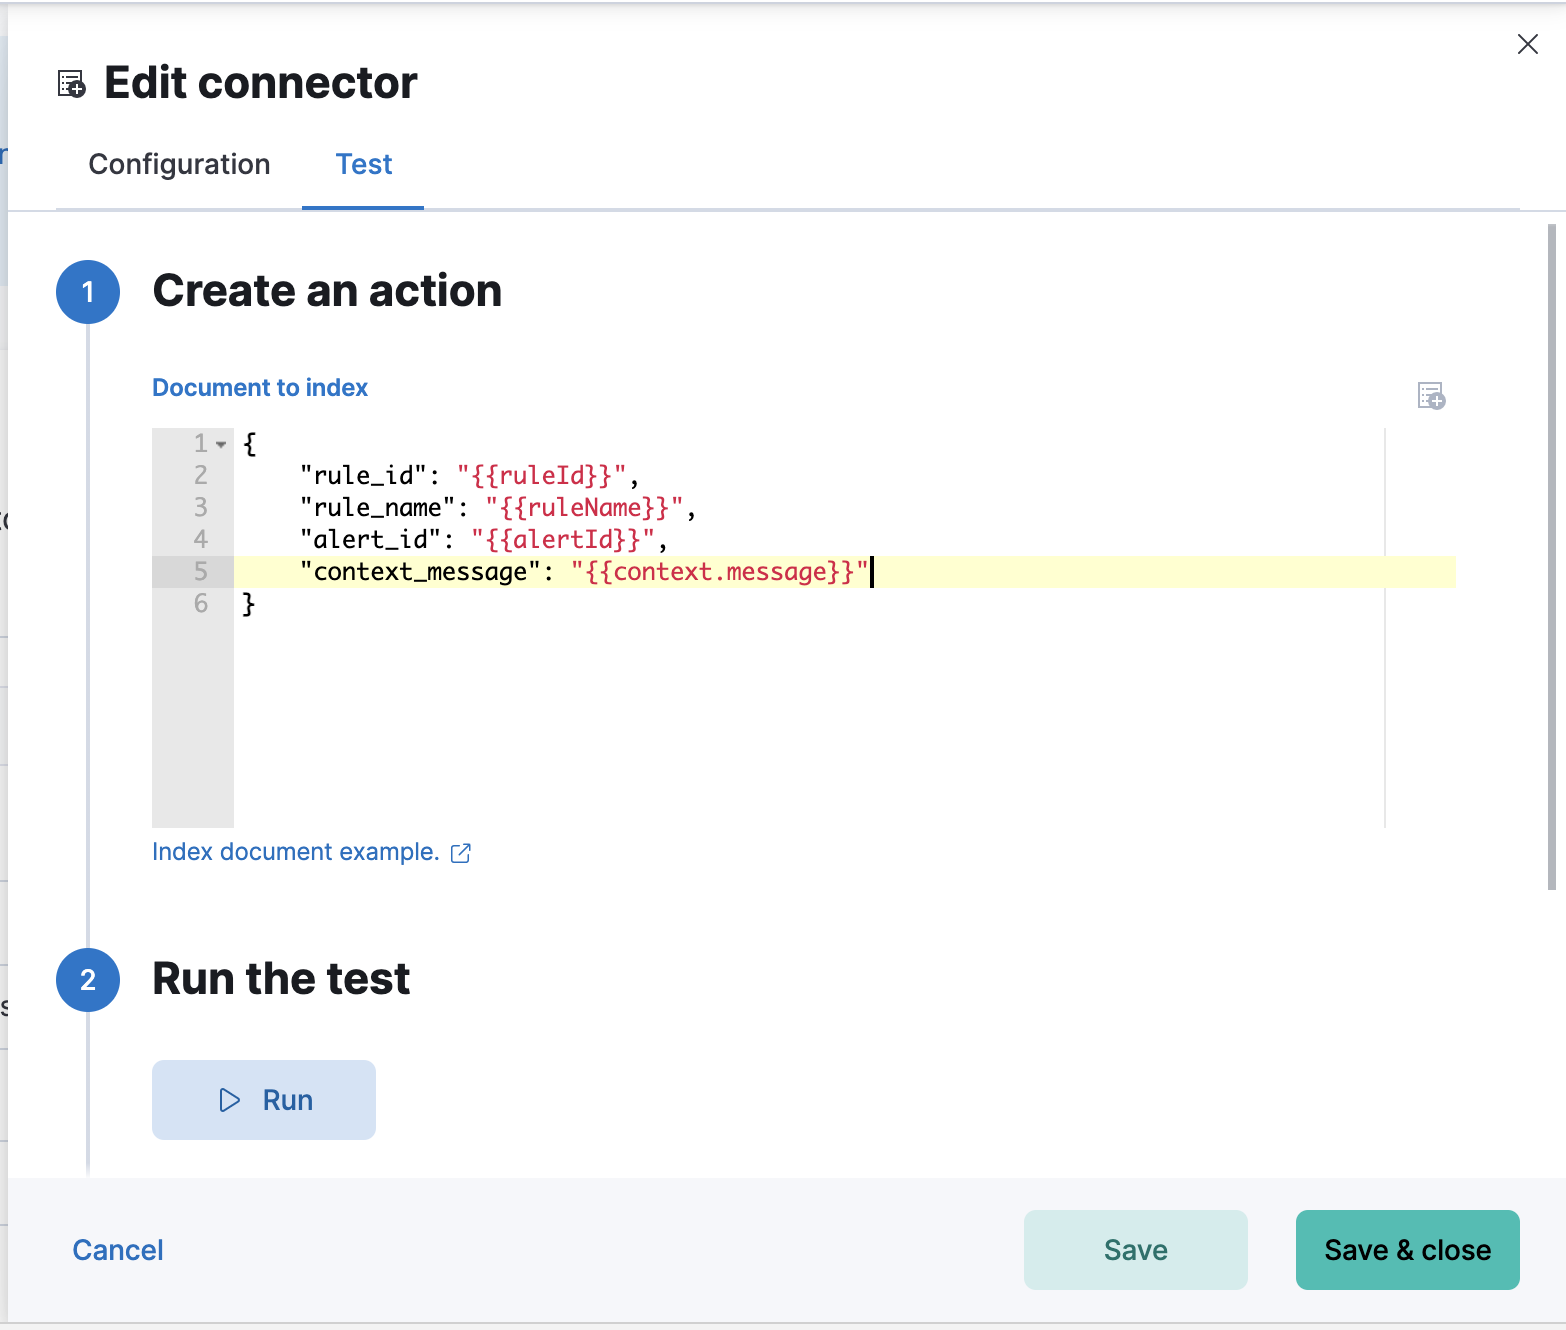 Edit connector
Configuration
Test
1
Create an action
Document to index
1 {
2     "rule_id": "{{ruleId}}",
3     "rule_name": "{{ruleName}}",
4     "alert_id": "{{alertId}}",
5     "context_message": "{{context.message}}"
6 }
Index document example.
2
Run the test
Run
Cancel
Save
Save & close